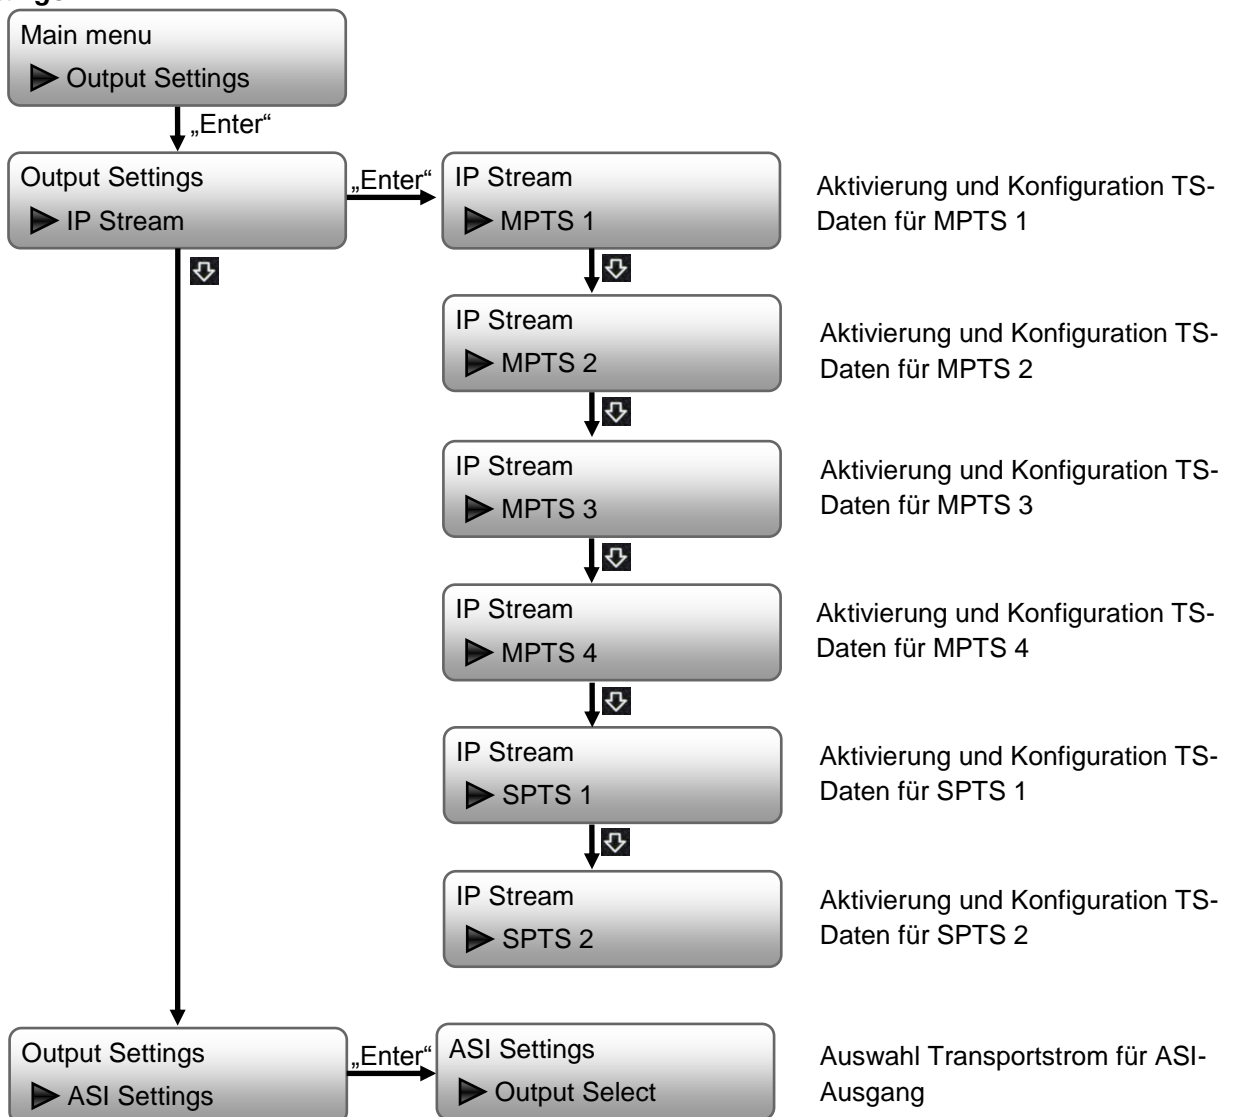 Main menu
Output Settings
„Enter“
Output Settings
IP Stream
„Enter“
IP Stream
MPTS 1
Aktivierung und Konfiguration TS-
Daten für MPTS 1
IP Stream
MPTS 2
Aktivierung und Konfiguration TS-
Daten für MPTS 2
IP Stream
MPTS 3
Aktivierung und Konfiguration TS-
Daten für MPTS 3
IP Stream
MPTS 4
Aktivierung und Konfiguration TS-
Daten für MPTS 4
IP Stream
SPTS 1
Aktivierung und Konfiguration TS-
Daten für SPTS 1
IP Stream
SPTS 2
Aktivierung und Konfiguration TS-
Daten für SPTS 2
Output Settings
ASI Settings
„Enter“
ASI Settings
Output Select
Auswahl Transportstrom für ASI-
Ausgang